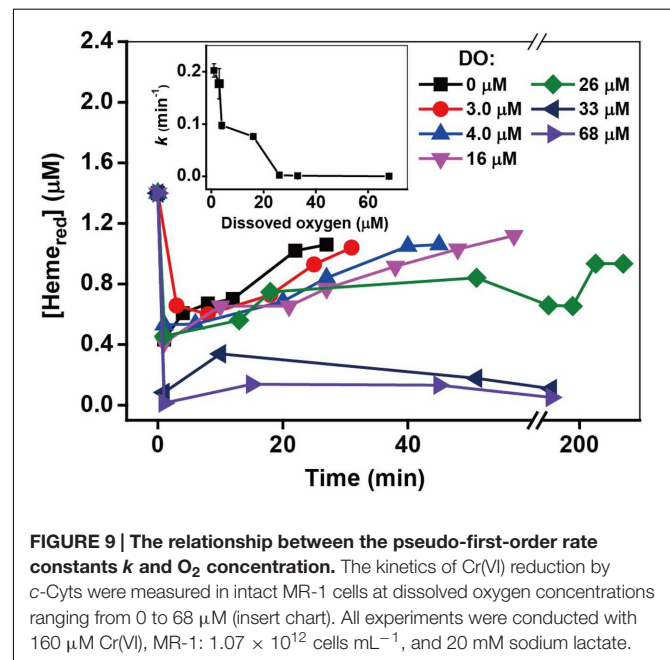 2.4
2.0
1.6
1.2
0.8
0.4
0.0
[Heme_red] (μM)
0.2
0.1
0.0
k (min⁻¹)
0 20 40 60
Dissoved oxygen (μM)
DO:
0 μM
3.0 μM
4.0 μM
16 μM
26 μM
33 μM
68 μM
0 20 40 200
Time (min)
FIGURE 9 | The relationship between the pseudo-first-order rate
constants k and O₂ concentration. The kinetics of Cr(VI) reduction by
c-Cyts were measured in intact MR-1 cells at dissolved oxygen concentrations
ranging from 0 to 68 μM (insert chart). All experiments were conducted with
160 μM Cr(VI), MR-1: 1.07 × 10¹² cells mL⁻¹, and 20 mM sodium lactate.